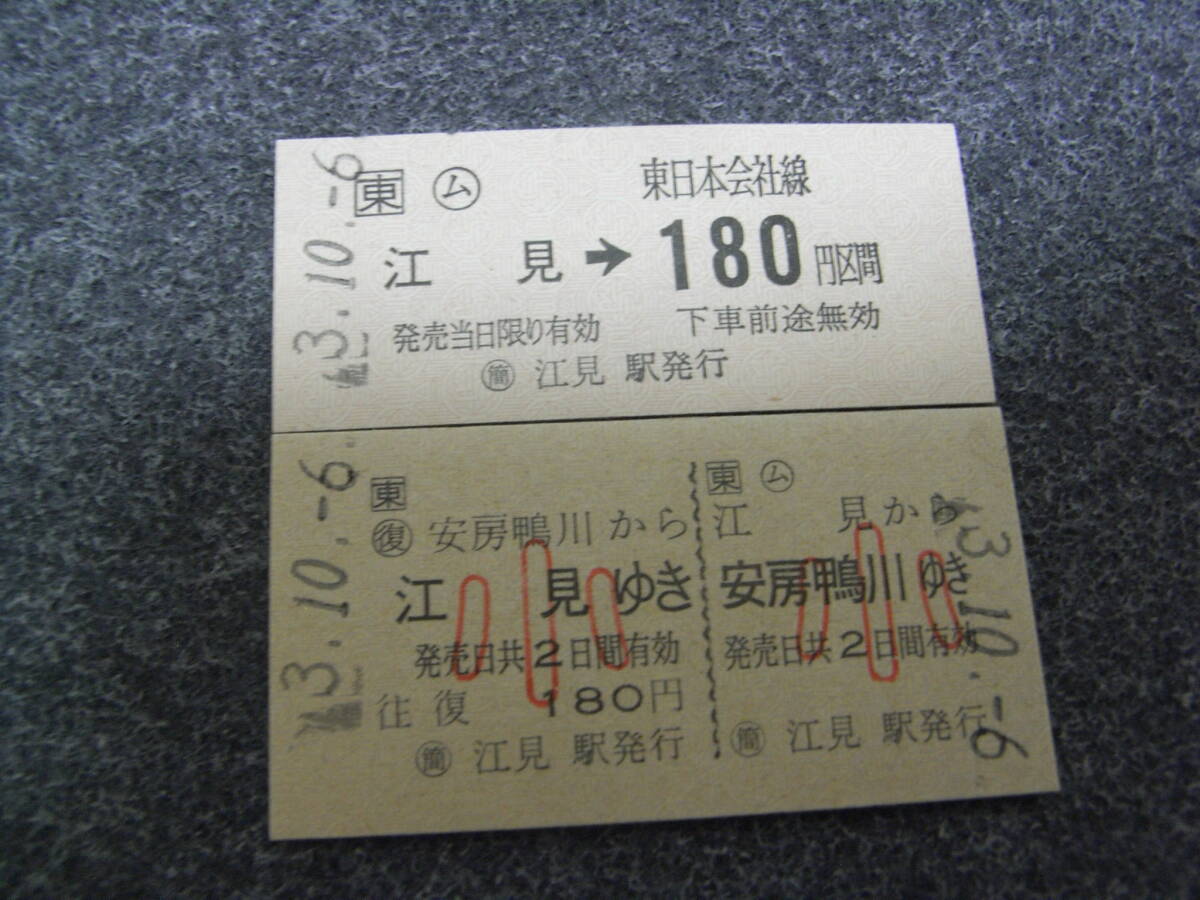 3.10.-6
東 ム 東日本会社線
江見➔180円区間
発売当日限り有効 下車前途無効
簡 江見 駅発行
3.10.-6
東
復 安房鴨川から
江見ゆき
小
発売日共2日間有効
往復 180円
簡 江見 駅発行
東 ム
江見から
安房鴨川ゆき
小
発売日共2日間有効
簡 江見 駅発行
3.10.-6